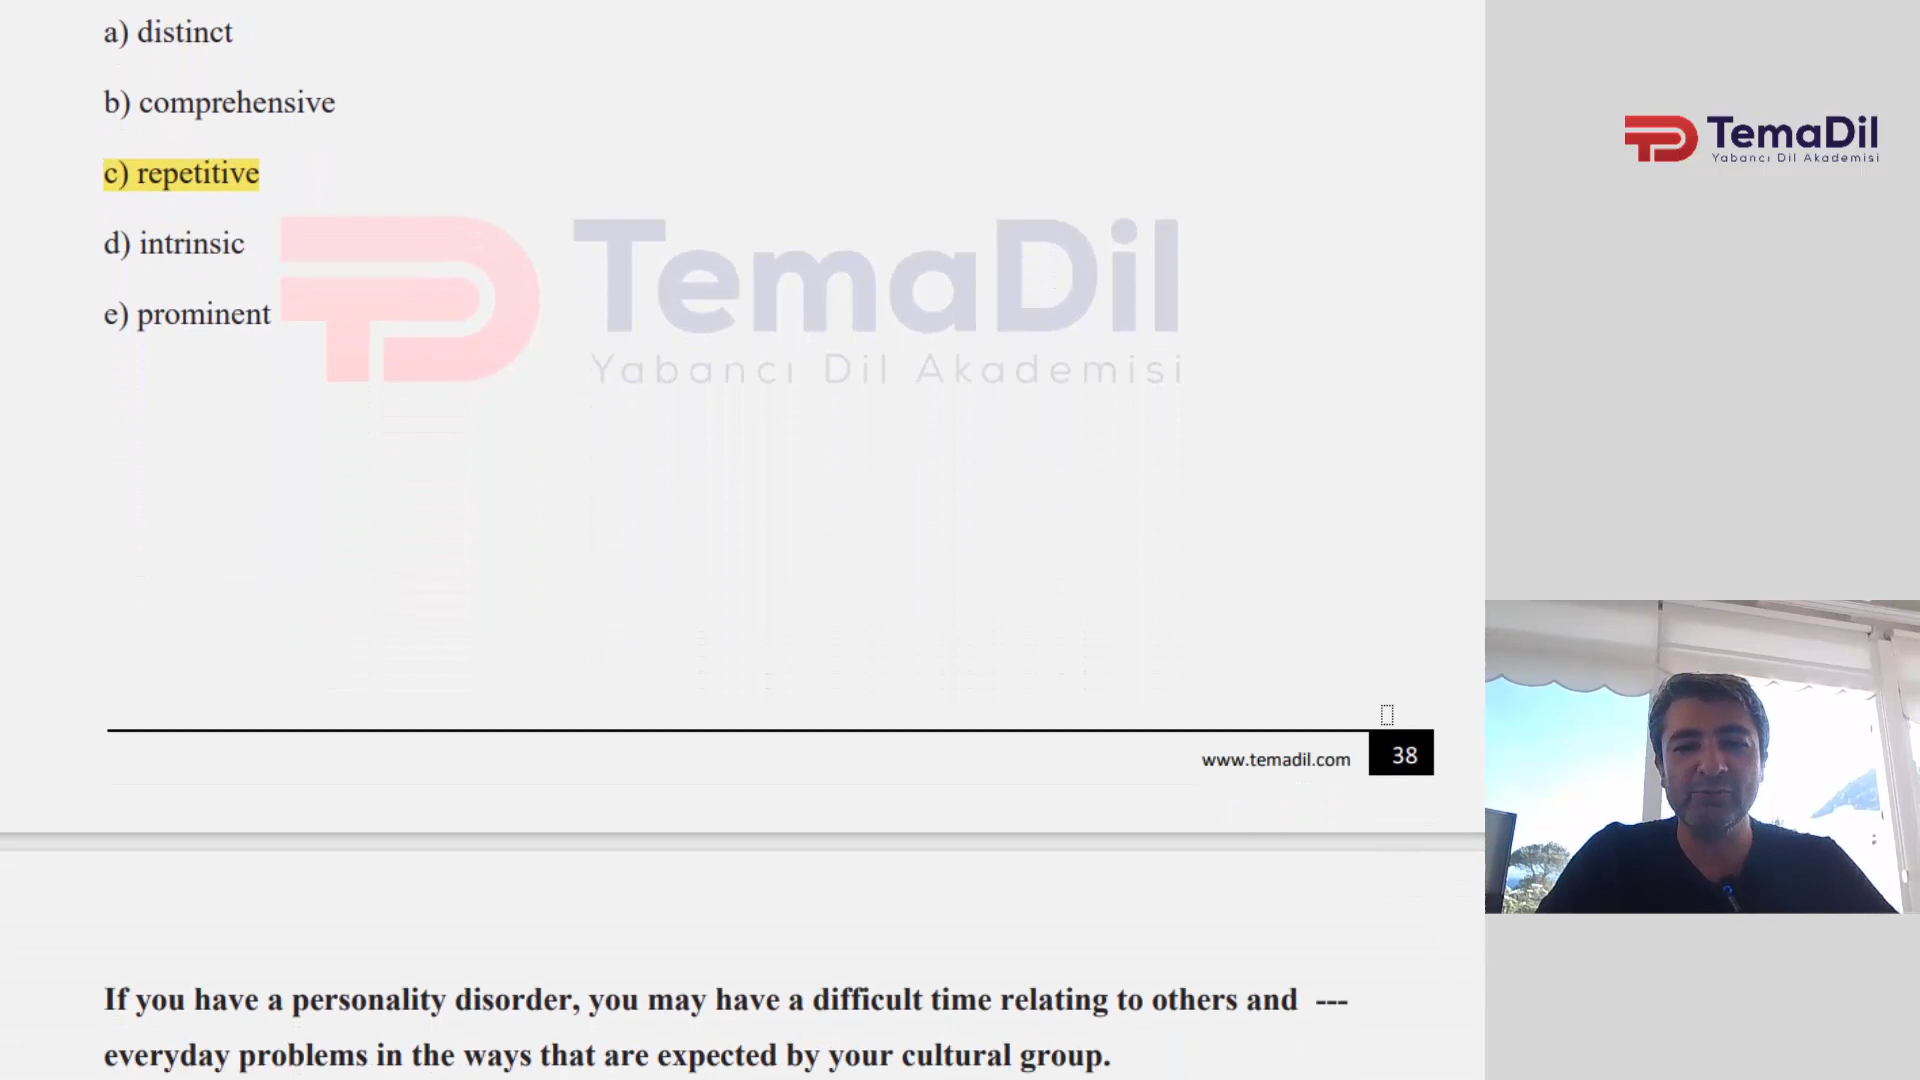 a) distinct
b) comprehensive
c) repetitive
d) intrinsic
e) prominent
TemaDil
Yabancı Dil Akademisi
TemaDil
Yabancı Dil Akademisi
www.temadil.com
38
If you have a personality disorder, you may have a difficult time relating to others and ---
everyday problems in the ways that are expected by your cultural group.